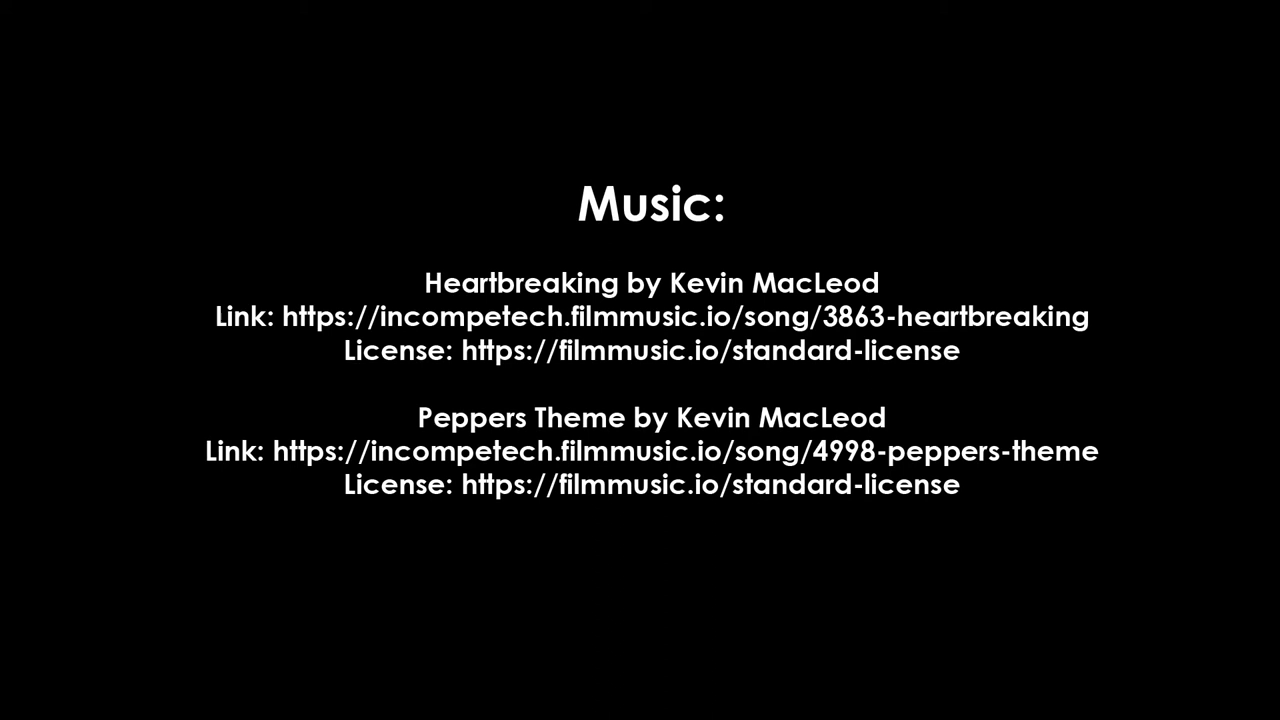 Music:
Heartbreaking by Kevin MacLeod
Link: https://incompetech.filmmusic.io/song/3863-heartbreaking
License: https://filmmusic.io/standard-license
Peppers Theme by Kevin MacLeod
Link: https://incompetech.filmmusic.io/song/4998-peppers-theme
License: https://filmmusic.io/standard-license